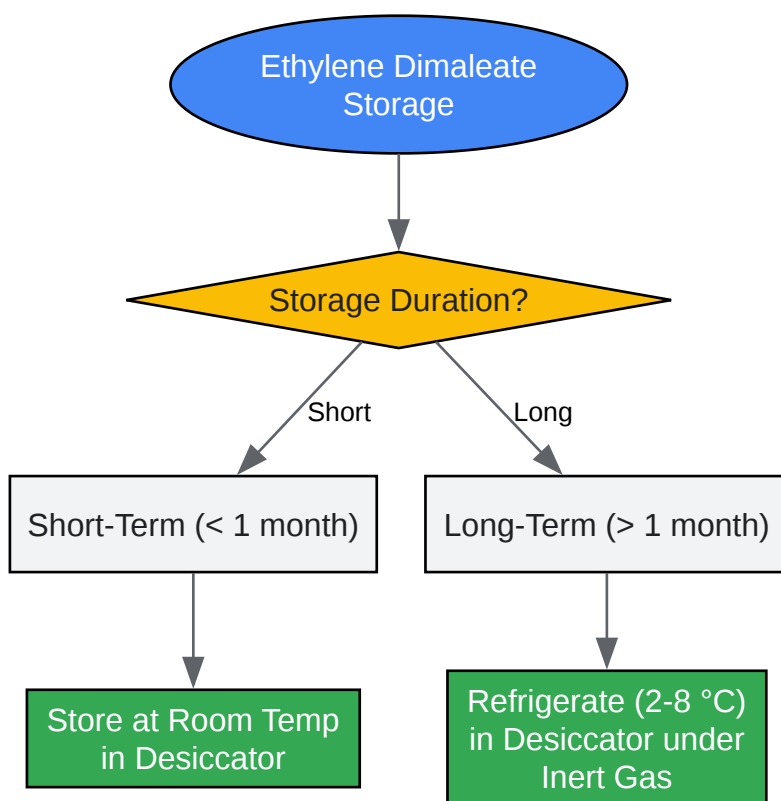 Ethylene Dimaleate
Storage
Storage Duration?
Short
Long
Short-Term (< 1 month)
Long-Term (> 1 month)
Store at Room Temp
in Desiccator
Refrigerate (2-8 °C)
in Desiccator under
Inert Gas